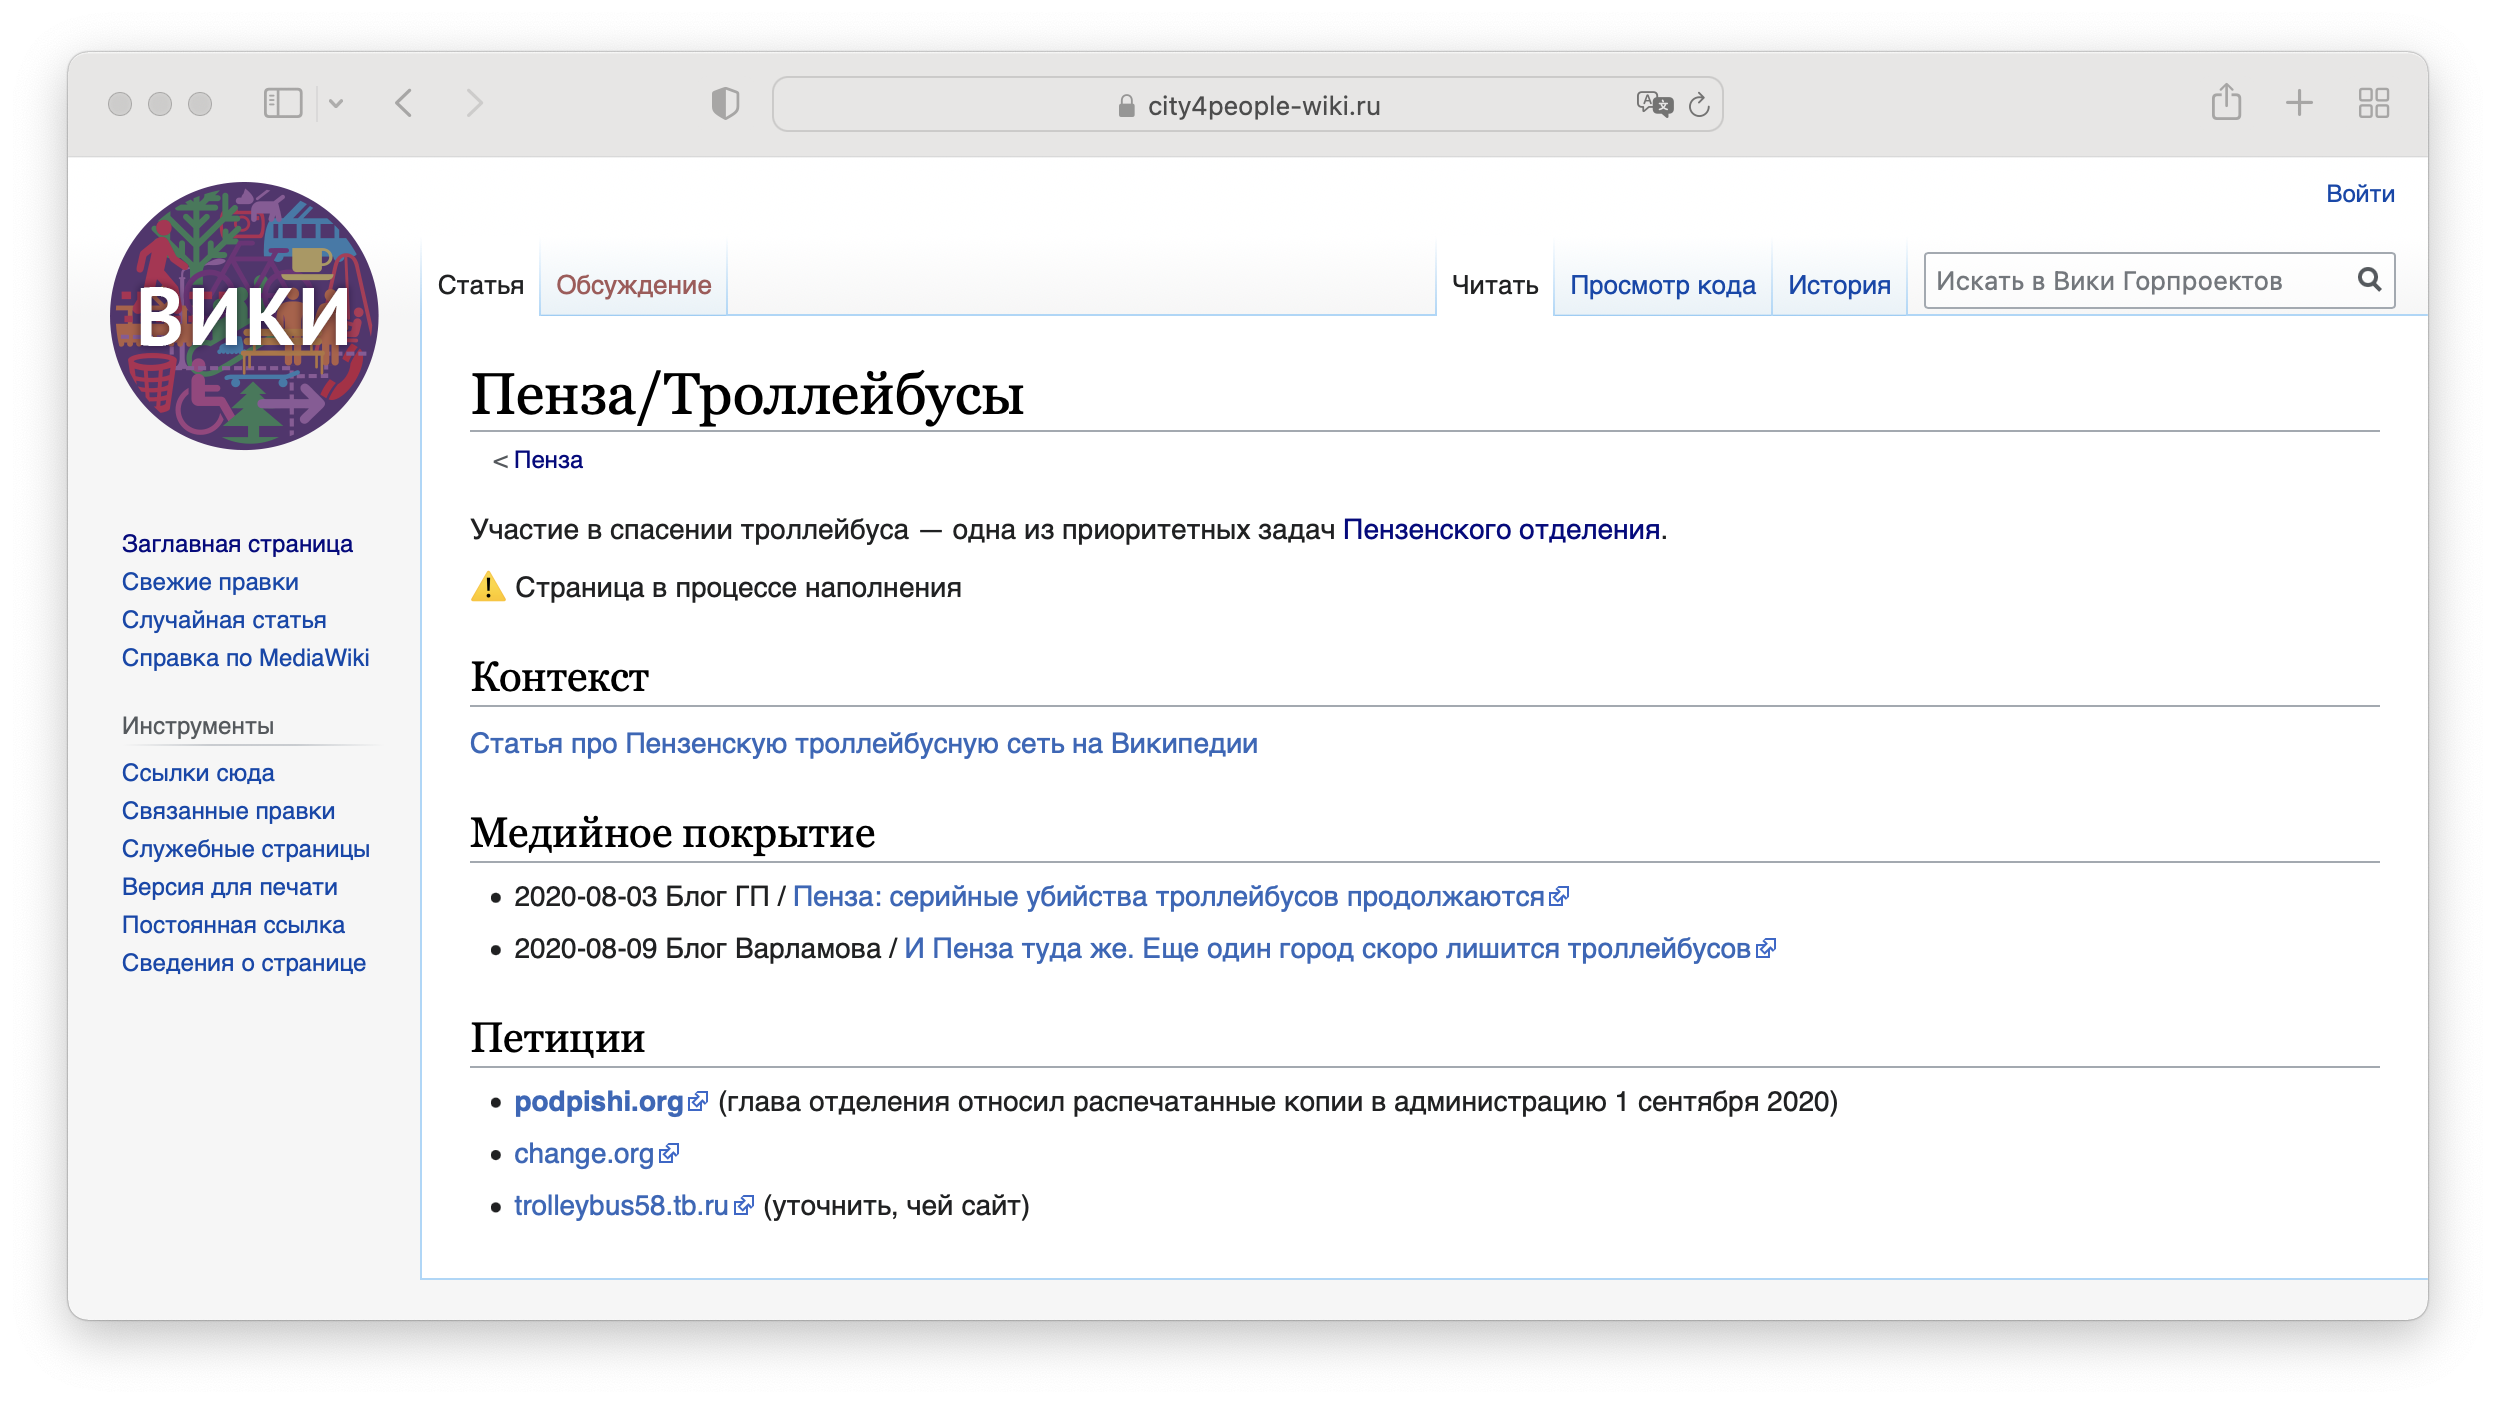 city4people-wiki.ru
Войти
ВИКИ
Статья
Обсуждение
Читать
Просмотр кода
История
Искать в Вики Горпроектов
Пенза/Троллейбусы
< Пенза
Участие в спасении троллейбуса — одна из приоритетных задач Пензенского отделения.
⚠️ Страница в процессе наполнения
Контекст
Статья про Пензенскую троллейбусную сеть на Википедии
Медийное покрытие
• 2020-08-03 Блог ГП / Пенза: серийные убийства троллейбусов продолжаются
• 2020-08-09 Блог Варламова / И Пенза туда же. Еще один город скоро лишится троллейбусов
Петиции
• podpishi.org (глава отделения относил распечатанные копии в администрацию 1 сентября 2020)
• change.org
• trolleybus58.tb.ru (уточнить, чей сайт)
Заглавная страница
Свежие правки
Случайная статья
Справка по MediaWiki
Инструменты
Ссылки сюда
Связанные правки
Служебные страницы
Версия для печати
Постоянная ссылка
Сведения о странице